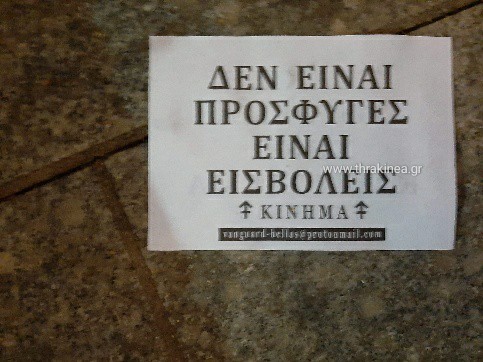 ΔΕΝ ΕΙΝΑΙ
ΠΡΟΣΦΥΓΕΣ
ΕΙΝΑΙ
www.thrakinea.gr
ΕΙΣΒΟΛΕΙΣ
ΚΙΝΗΜΑ
vanguard-hellas@protonmail.com